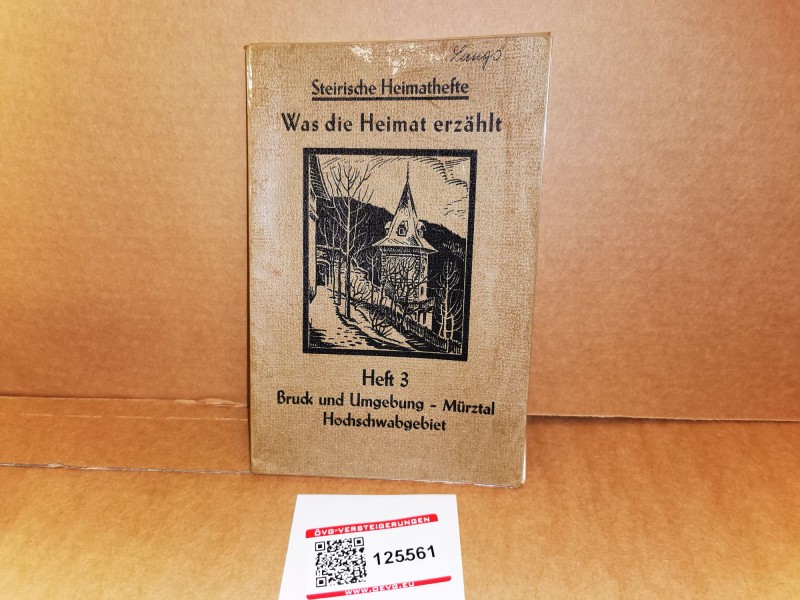 Steirische Heimathefte
Was die Heimat erzählt
Heft 3
Bruck und Umgebung - Mürztal
Hochschwabgebiet
ÖVG-VERSTEIGERUNGEN
125561
WWW.OEVG.EU